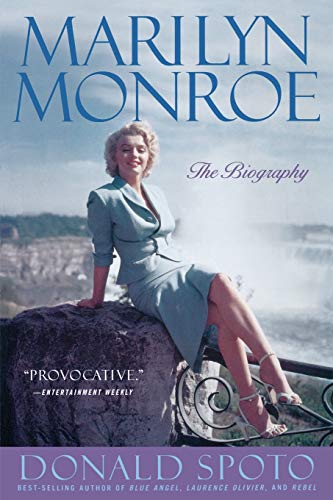 MARILYN
MONROE
The Biography
“PROVOCATIVE.”
—ENTERTAINMENT WEEKLY
DONALD SPOTO
BEST-SELLING AUTHOR OF BLUE ANGEL, LAURENCE OLIVIER, AND REBEL